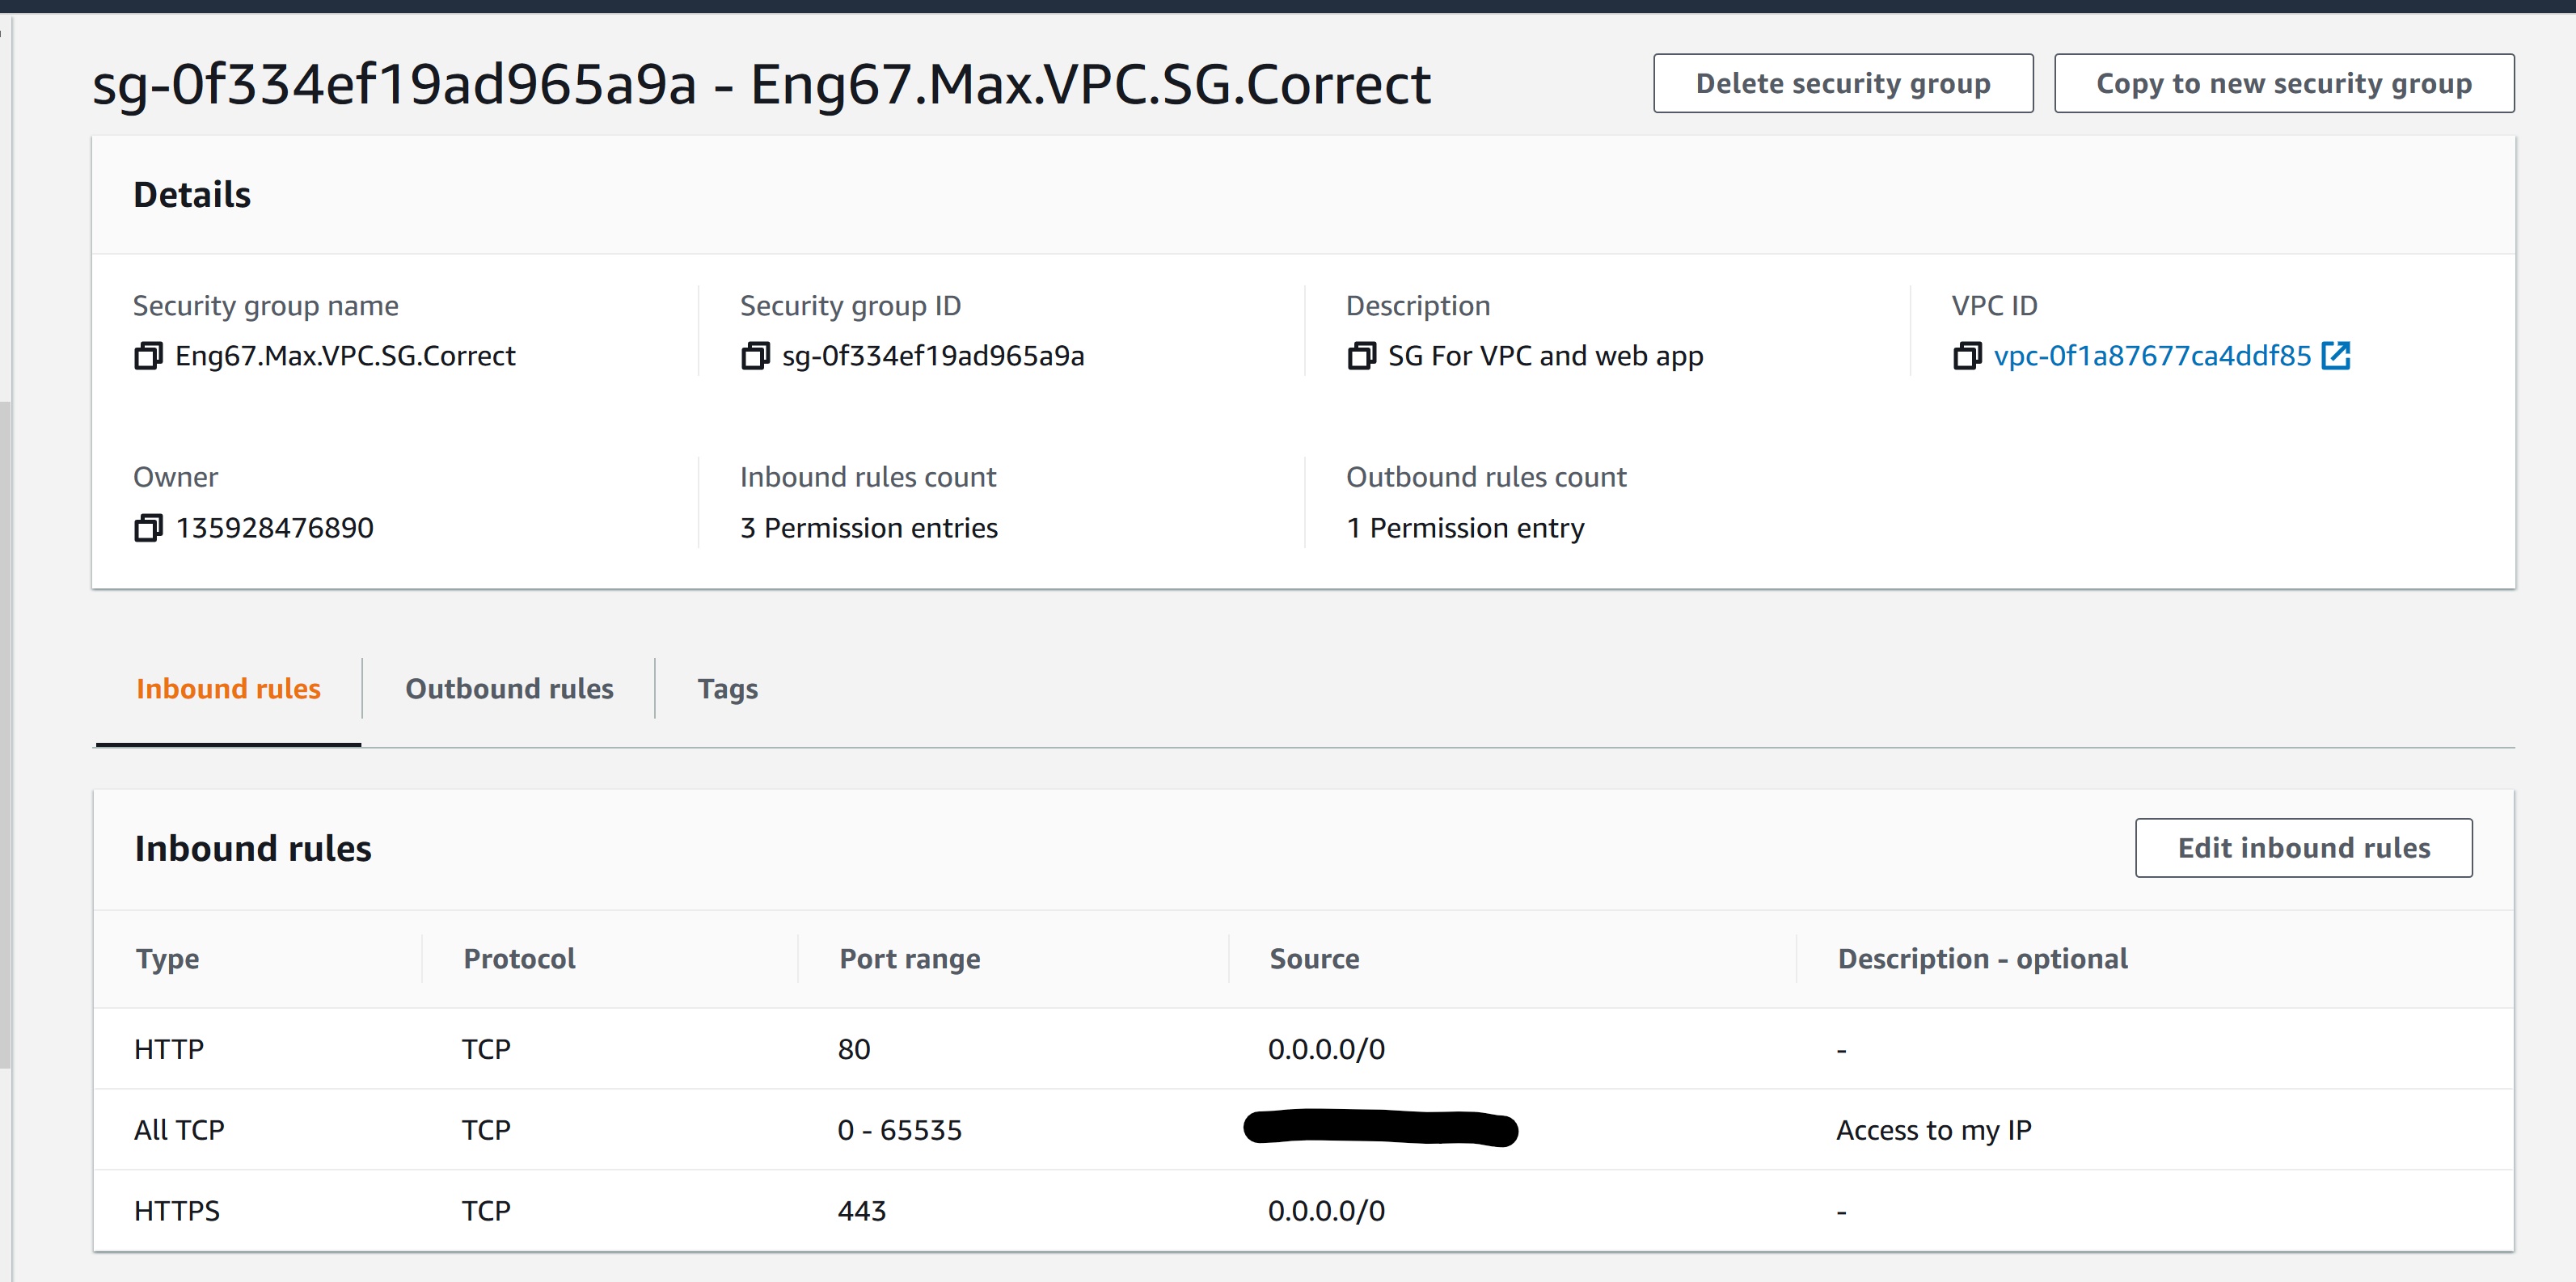 sg-0f334ef19ad965a9a - Eng67.Max.VPC.SG.Correct
Delete security group
Copy to new security group
Details
Security group name
Security group ID
Description
VPC ID
Eng67.Max.VPC.SG.Correct
sg-0f334ef19ad965a9a
SG For VPC and web app
vpc-0f1a87677ca4ddf85
Owner
Inbound rules count
Outbound rules count
135928476890
3 Permission entries
1 Permission entry
Inbound rules
Outbound rules
Tags
Inbound rules
Edit inbound rules
Type
Protocol
Port range
Source
Description - optional
HTTP
TCP
80
0.0.0.0/0
-
All TCP
TCP
0 - 65535
Access to my IP
HTTPS
TCP
443
0.0.0.0/0
-